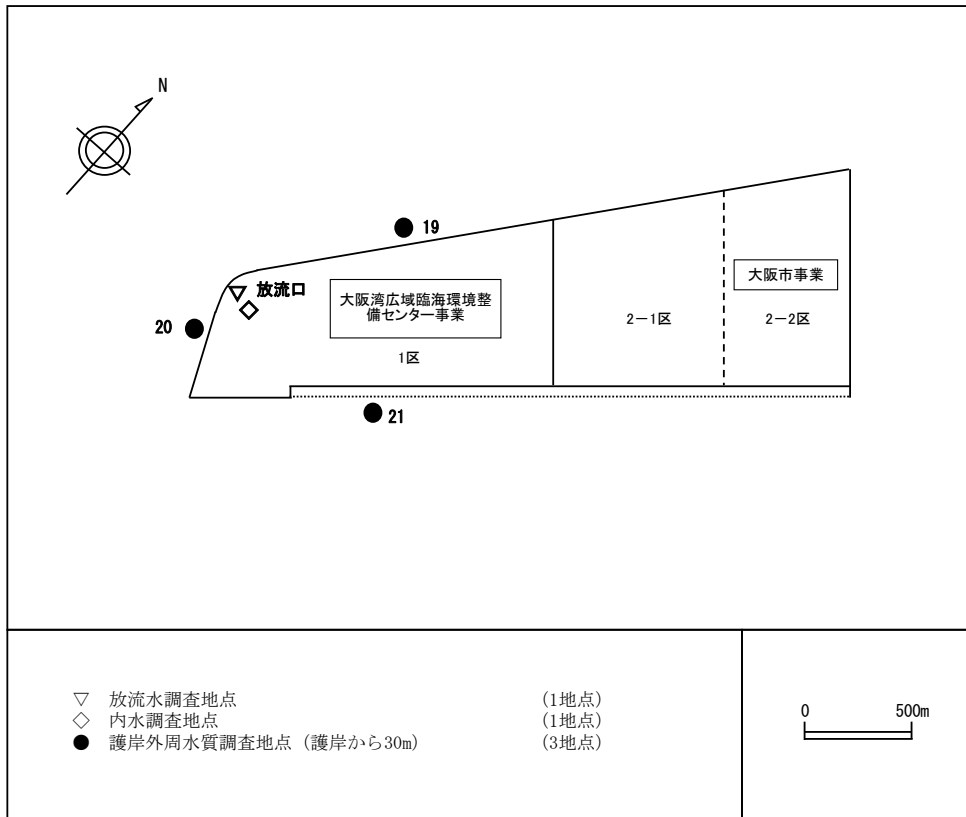 N
19
放流口
大阪湾広域臨海環境整
備センター事業
大阪市事業
20
2－1区
2－2区
1区
21
▽ 放流水調査地点 (1地点)
◇ 内水調査地点 (1地点)
● 護岸外周水質調査地点（護岸から30m） (3地点)
0 500m